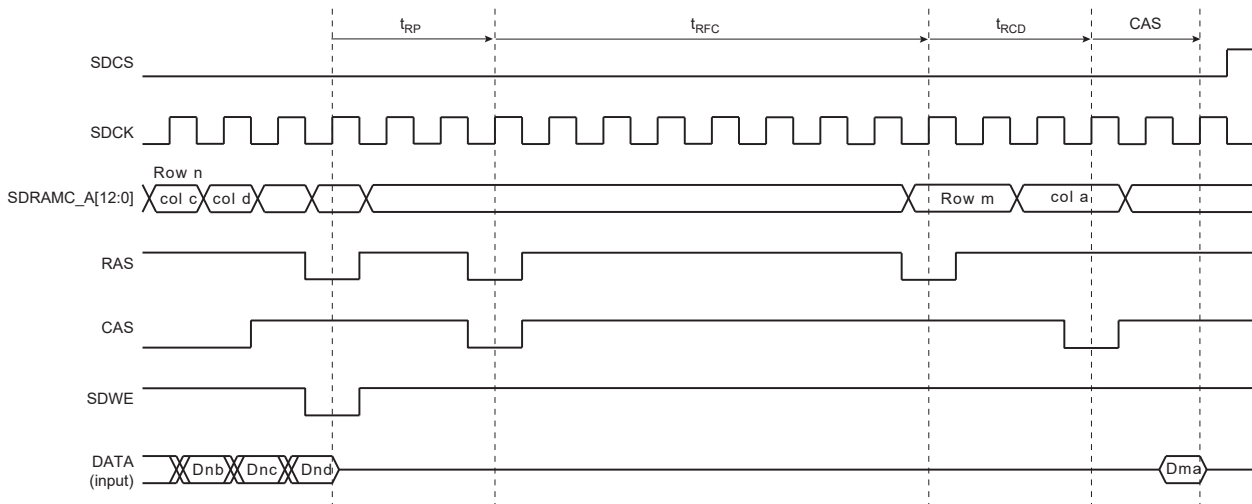 tRP tRFC tRCD CAS
SDCS
SDCK
Row n
SDRAMC_A[12:0] col c col d Row m col a
RAS
CAS
SDWE
DATA Dnb Dnc Dnd Dma
(input)